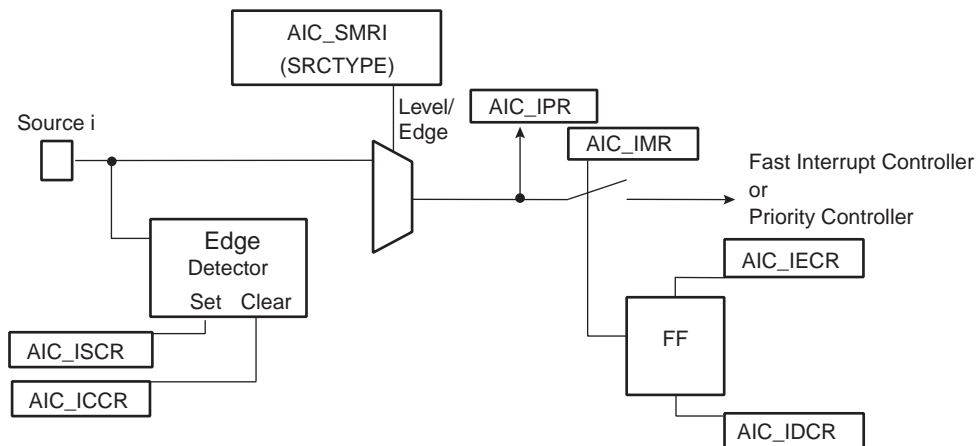 AIC_SMRI
(SRCTYPE)
Source i
Level/
Edge
AIC_IPR
AIC_IMR
Fast Interrupt Controller
or
Priority Controller
Edge
Detector
Set Clear
AIC_IECR
FF
AIC_ISCR
AIC_ICCR
AIC_IDCR